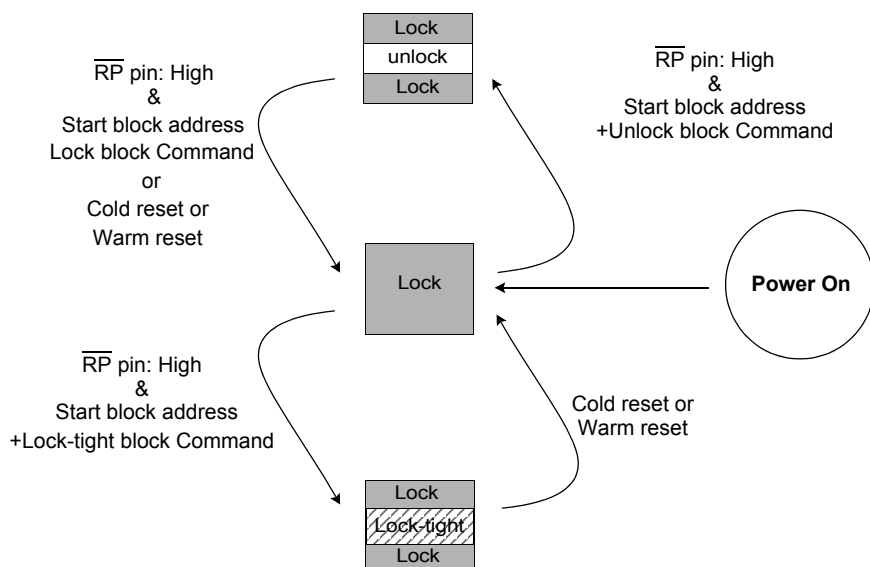 Lock
unlock
Lock
RP pin: High
&
Start block address
Lock block Command
or
Cold reset or
Warm reset
RP pin: High
&
Start block address
+Unlock block Command
Lock
Power On
RP pin: High
&
Start block address
+Lock-tight block Command
Cold reset or
Warm reset
Lock
Lock-tight
Lock